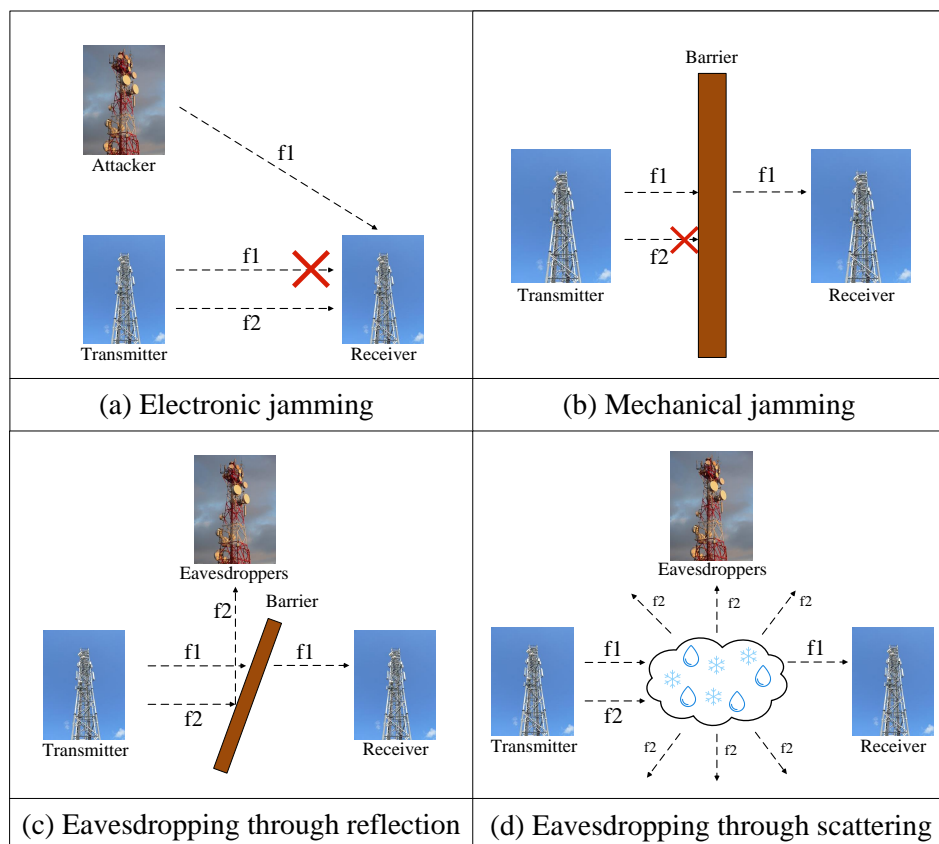 Attacker
f1
f1
f2
Transmitter
Receiver
(a) Electronic jamming
Barrier
f1
f1
f2
Transmitter
Receiver
(b) Mechanical jamming
Eavesdroppers
f2
Barrier
f1
f1
f2
Transmitter
Receiver
(c) Eavesdropping through reflection
Eavesdroppers
f2
f2
f2
f1
f1
f2
Transmitter
Receiver
f2
f2
f2
(d) Eavesdropping through scattering